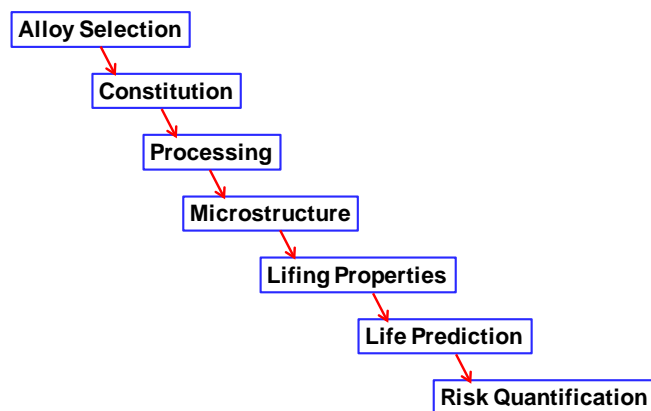 Alloy Selection
Constitution
Processing
Microstructure
Lifing Properties
Life Prediction
Risk Quantification